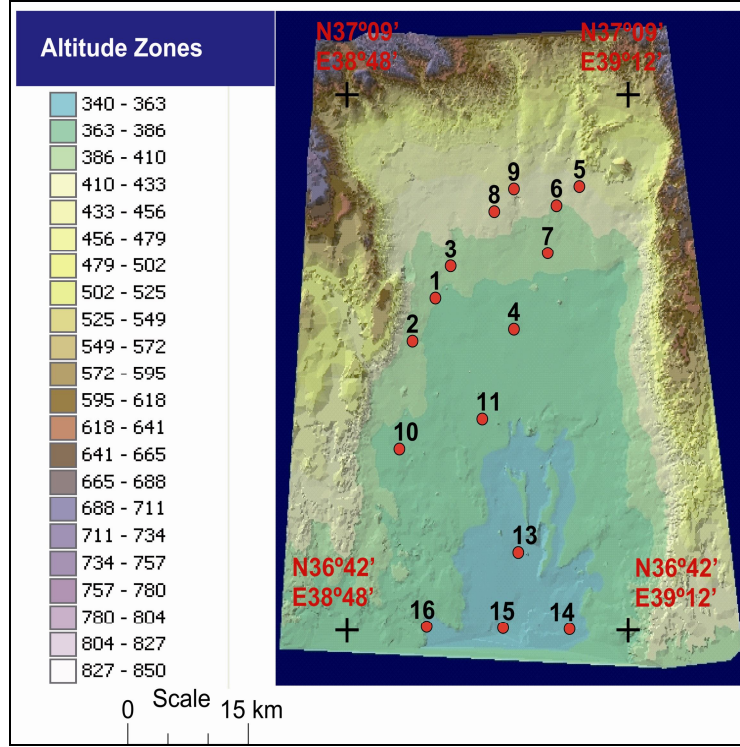 Altitude Zones
340 - 363
363 - 386
386 - 410
410 - 433
433 - 456
456 - 479
479 - 502
502 - 525
525 - 549
549 - 572
572 - 595
595 - 618
618 - 641
641 - 665
665 - 688
688 - 711
711 - 734
734 - 757
757 - 780
780 - 804
804 - 827
827 - 850
Scale
0 15 km
N37º09’ N37º09’
E38º48’ E39º12’
9 5
8 6
7
3
1
4
2
11
10
13
N36º42’ N36º42’
E38º48’ E39º12’
16 15 14